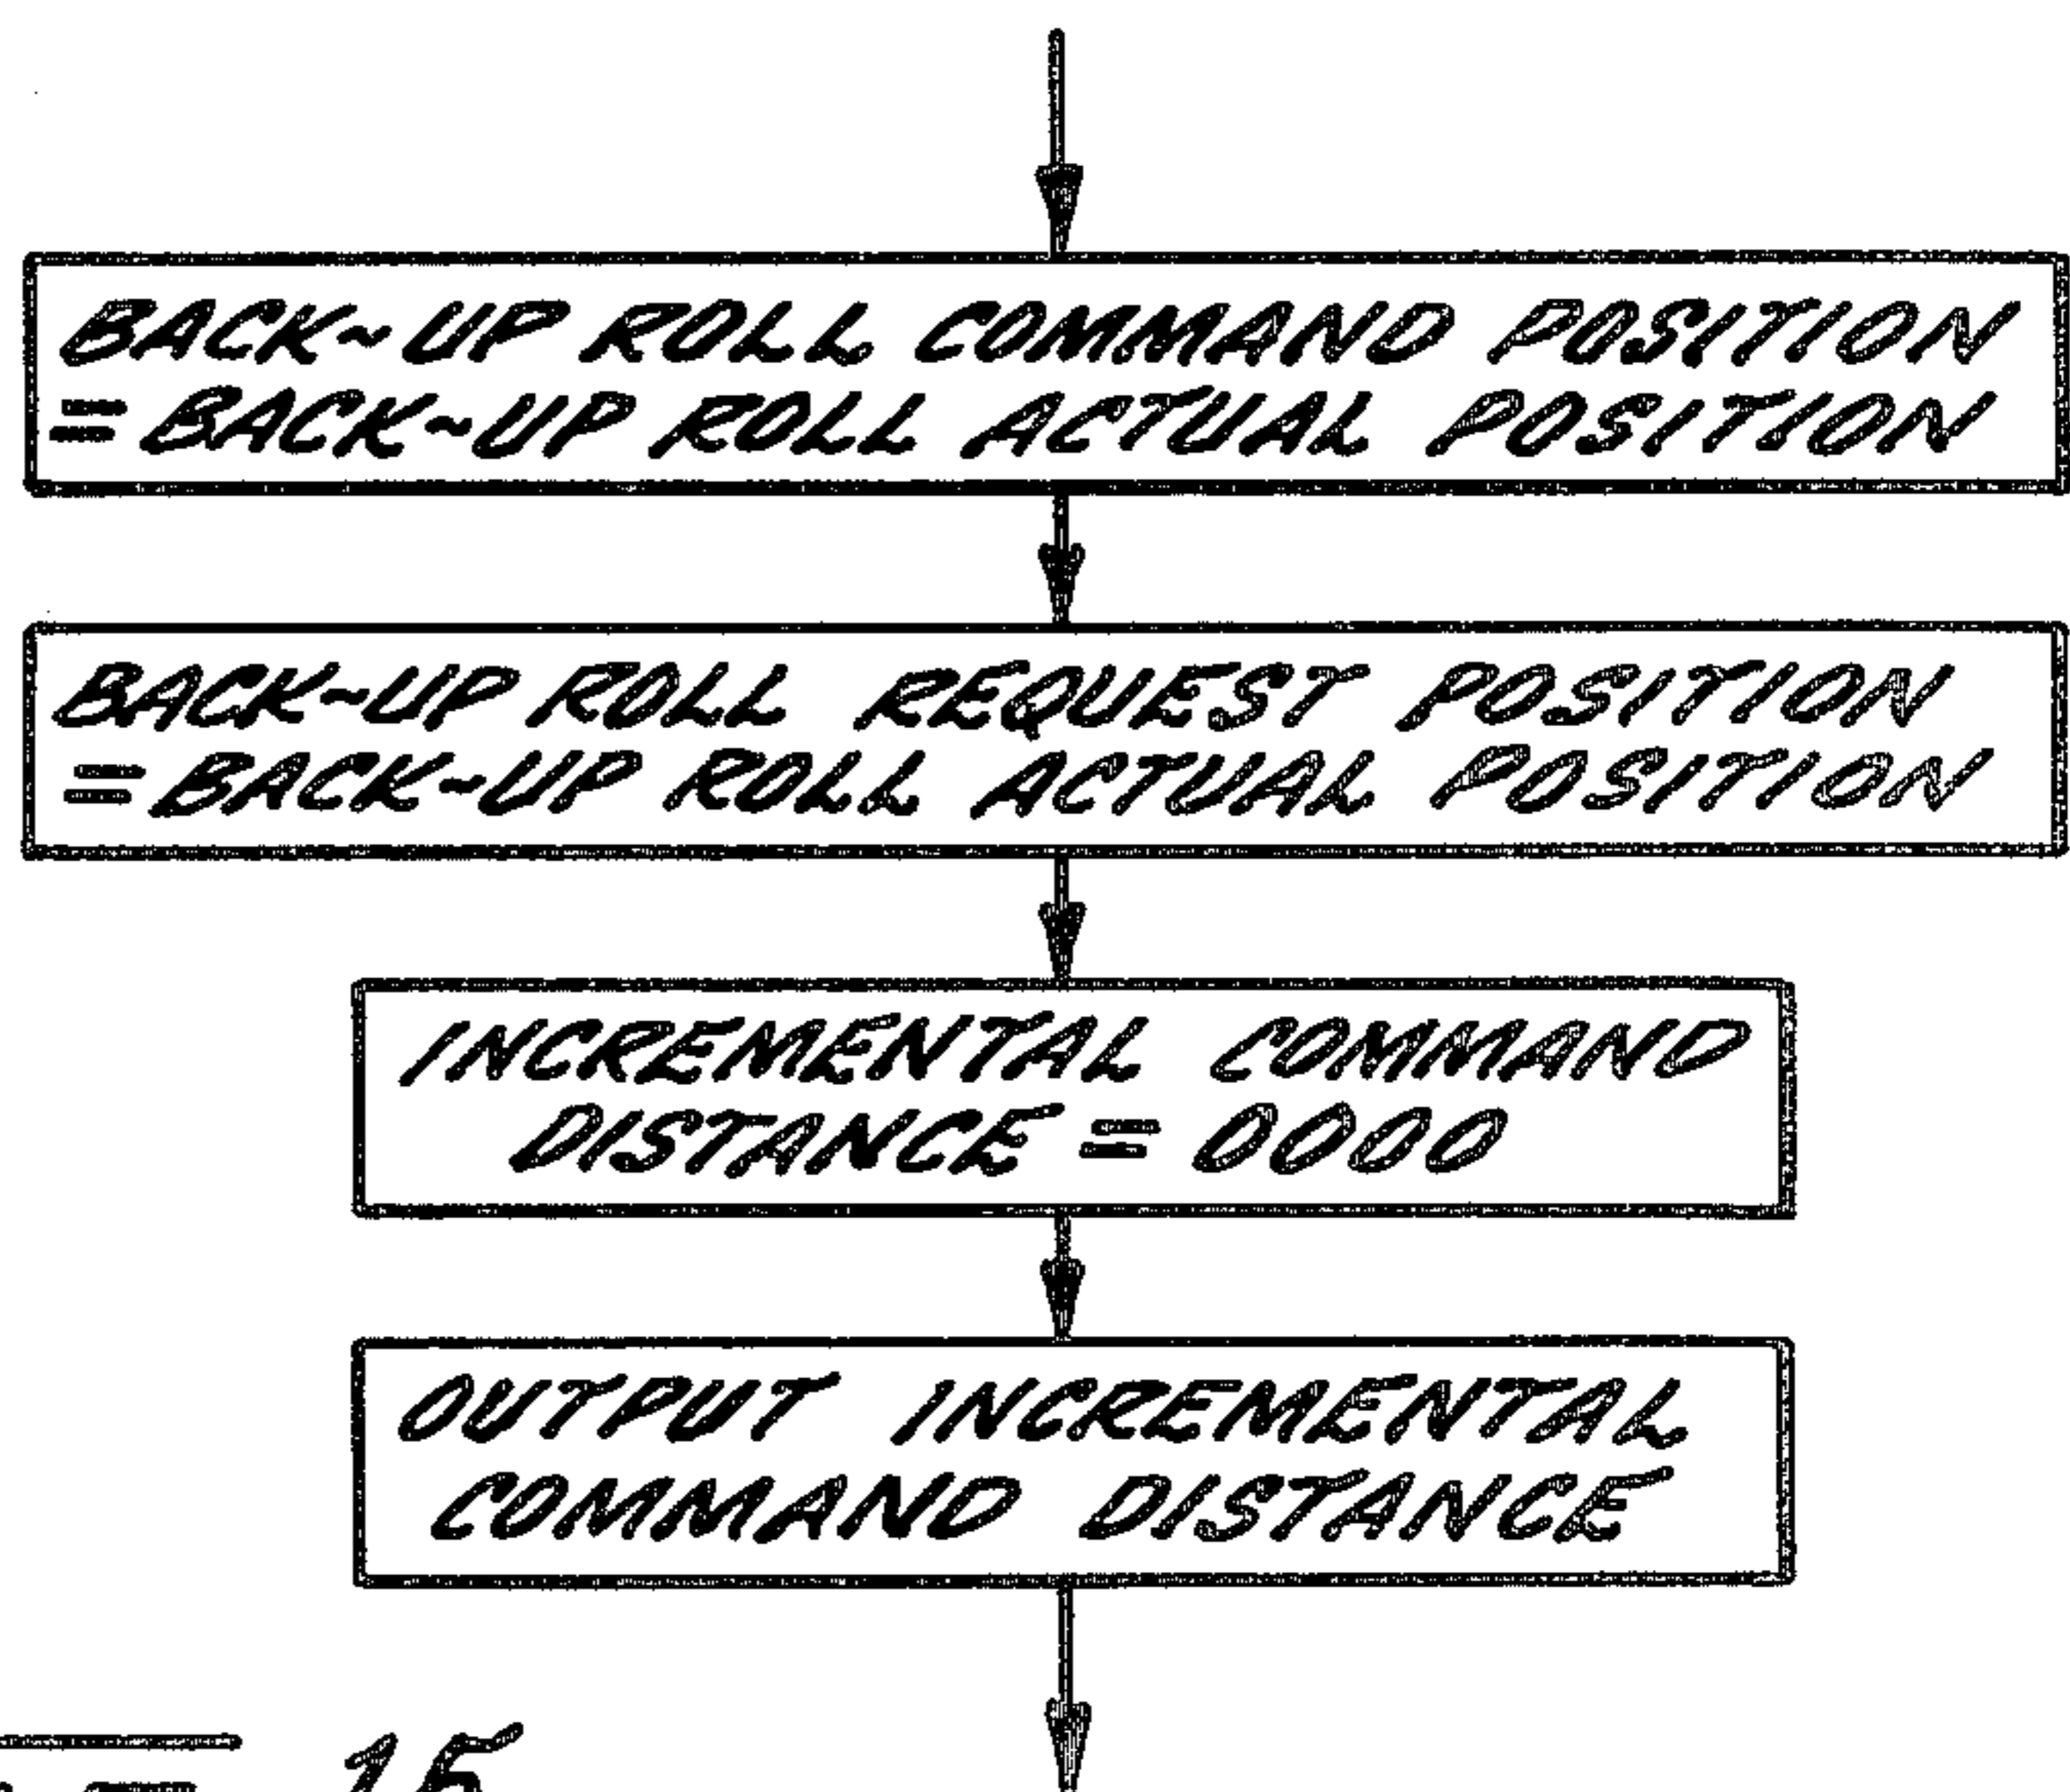 BACK~UP ROLL COMMAND POSITION
=BACK~UP ROLL ACTUAL POSITION
BACK~UP ROLL REQUEST POSITION
=BACK~UP ROLL ACTUAL POSITION
INCREMENTAL COMMAND
DISTANCE = 0000
OUTPUT INCREMENTAL
COMMAND DISTANCE
15